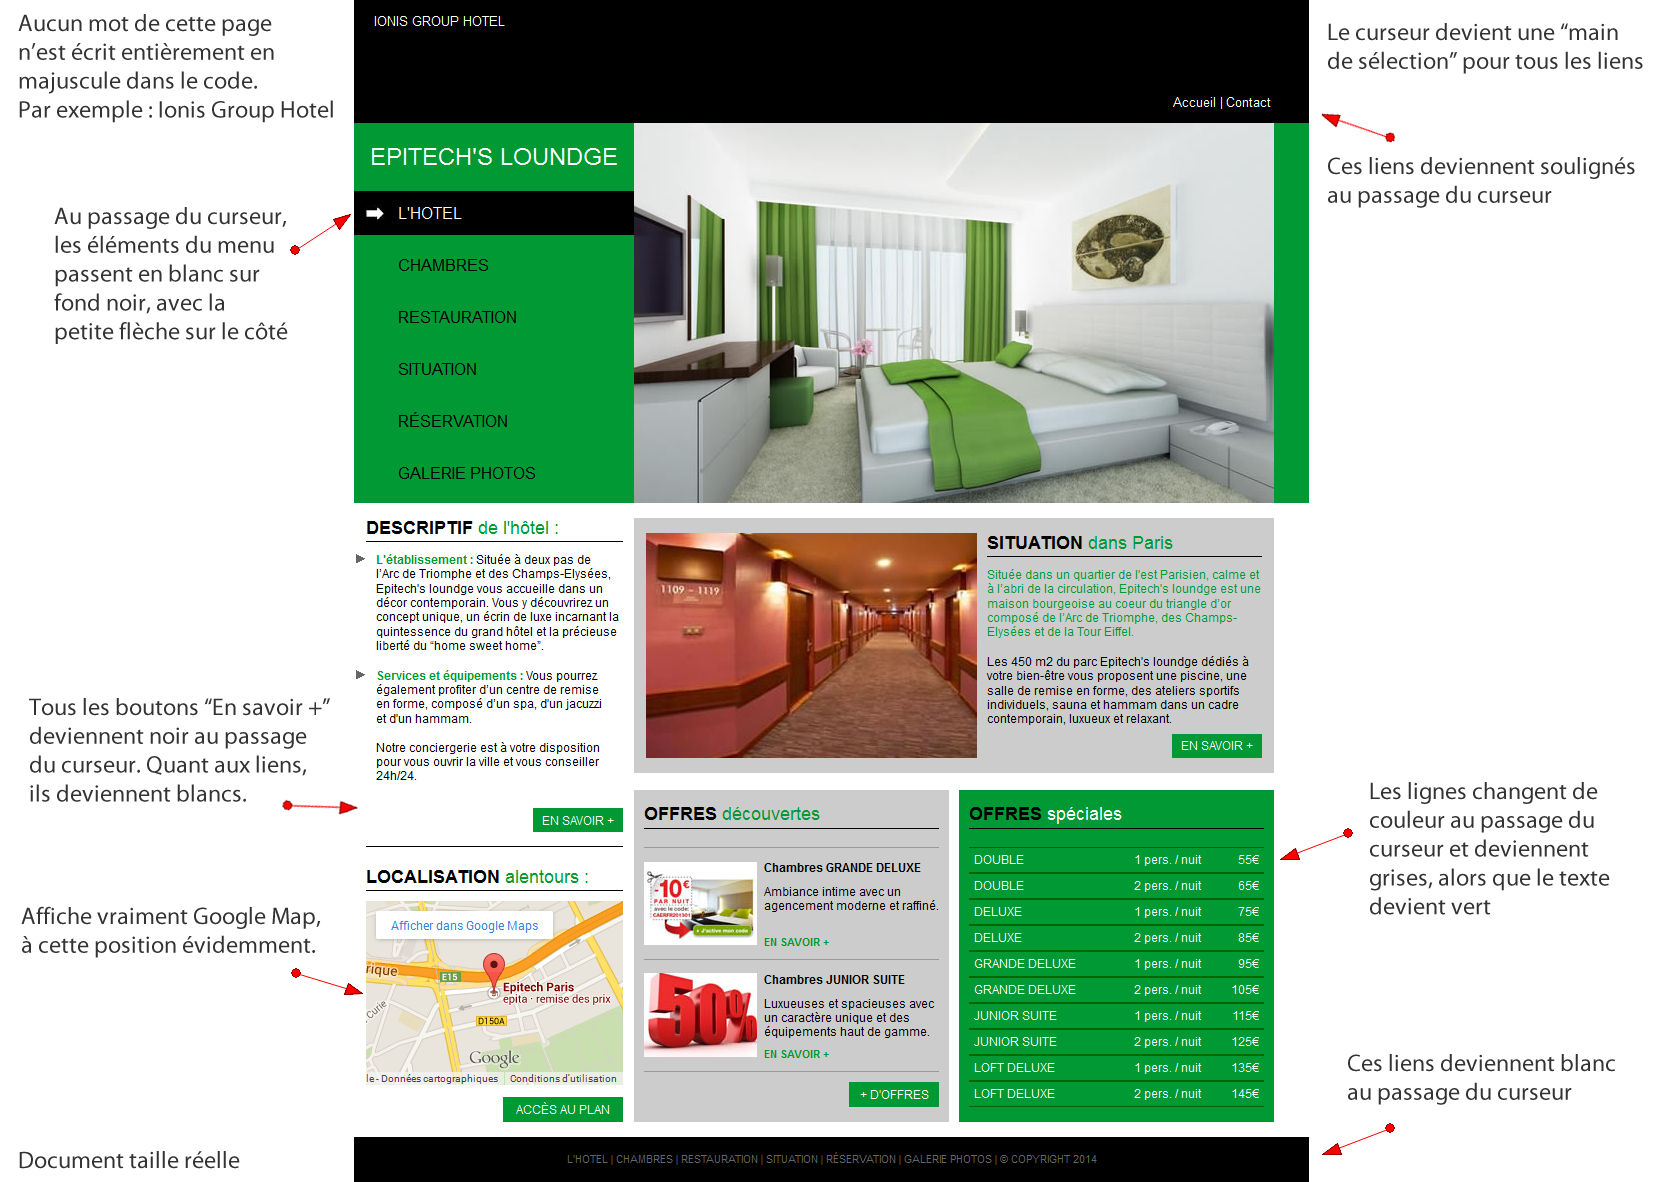 Aucun mot de cette page
n’est écrit entièrement en
majuscule dans le code.
Par exemple : Ionis Group Hotel
IONIS GROUP HOTEL
Accueil | Contact
Le curseur devient une “main
de sélection” pour tous les liens
Ces liens deviennent soulignés
au passage du curseur
EPITECH'S LOUNDGE
L'HOTEL
CHAMBRES
RESTAURATION
SITUATION
RÉSERVATION
GALERIE PHOTOS
Au passage du curseur,
les éléments du menu
passent en blanc sur
fond noir, avec la
petite flèche sur le côté
DESCRIPTIF de l'hôtel :
L'établissement : Située à deux pas de
l’Arc de Triomphe et des Champs-Elysées,
Epitech's loundge vous accueille dans un
décor contemporain. Vous y découvrirez un
concept unique, un écrin de luxe incarnant la
quintessence du grand hôtel et la précieuse
liberté du “home sweet home”.
Services et équipements : Vous pourrez
également profiter d’un centre de remise
en forme, composé d’un spa, d'un jacuzzi
et d'un hammam.
Notre conciergerie est à votre disposition
pour vous ouvrir la ville et vous conseiller
24h/24.
EN SAVOIR +
Tous les boutons “En savoir +”
deviennent noir au passage
du curseur. Quant aux liens,
ils deviennent blancs.
1109 - 1119
SITUATION dans Paris
Située dans un quartier de l'est Parisien, calme et
à l’abri de la circulation, Epitech's loundge est une
maison bourgeoise au coeur du triangle d’or
composé de l’Arc de Triomphe, des Champs-
Elysées et de la Tour Eiffel.
Les 450 m2 du parc Epitech's loundge dédiés à
votre bien-être vous proposent une piscine, une
salle de remise en forme, des ateliers sportifs
individuels, sauna et hammam dans un cadre
contemporain, luxueux et relaxant.
EN SAVOIR +
LOCALISATION alentours :
Afficher dans Google Maps
rique
E15
Epitech Paris
epita · remise des prix
Curie
D150A
Google
le - Données cartographiques
Conditions d'utilisation
ACCÈS AU PLAN
Affiche vraiment Google Map,
à cette position évidemment.
OFFRES découvertes
-10€
PAR NUIT
avec le code:
CAERFR201301
J'active mon code
Chambres GRANDE DELUXE
Ambiance intime avec un
agencement moderne et raffiné.
EN SAVOIR +
50%
Chambres JUNIOR SUITE
Luxueuses et spacieuses avec
un caractère unique et des
équipements haut de gamme.
EN SAVOIR +
+ D'OFFRES
OFFRES spéciales
DOUBLE 1 pers. / nuit 55€
DOUBLE 2 pers. / nuit 65€
DELUXE 1 pers. / nuit 75€
DELUXE 2 pers. / nuit 85€
GRANDE DELUXE 1 pers. / nuit 95€
GRANDE DELUXE 2 pers. / nuit 105€
JUNIOR SUITE 1 pers. / nuit 115€
JUNIOR SUITE 2 pers. / nuit 125€
LOFT DELUXE 1 pers. / nuit 135€
LOFT DELUXE 2 pers. / nuit 145€
Les lignes changent de
couleur au passage du
curseur et deviennent
grises, alors que le texte
devient vert
Ces liens deviennent blanc
au passage du curseur
Document taille réelle
L'HOTEL | CHAMBRES | RESTAURATION | SITUATION | RÉSERVATION | GALERIE PHOTOS | © COPYRIGHT 2014